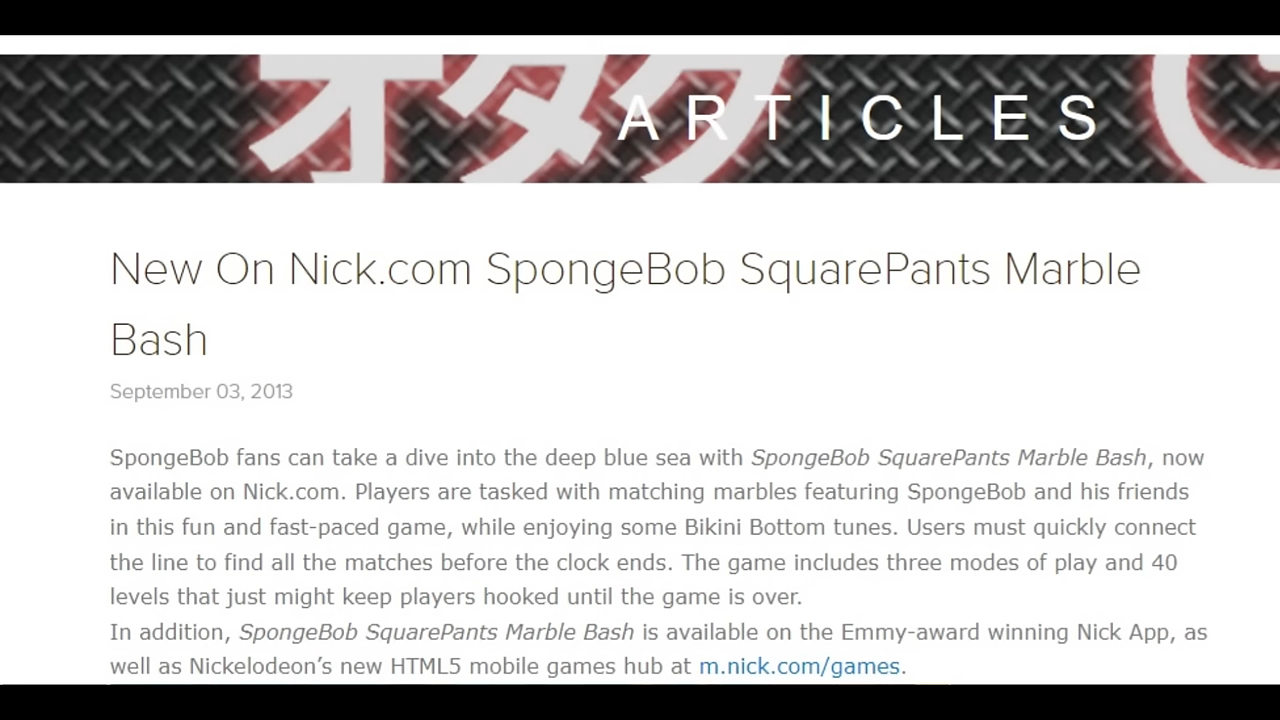 オタク
ARTICLES
New On Nick.com SpongeBob SquarePants Marble
Bash
September 03, 2013
SpongeBob fans can take a dive into the deep blue sea with SpongeBob SquarePants Marble Bash, now
available on Nick.com. Players are tasked with matching marbles featuring SpongeBob and his friends
in this fun and fast-paced game, while enjoying some Bikini Bottom tunes. Users must quickly connect
the line to find all the matches before the clock ends. The game includes three modes of play and 40
levels that just might keep players hooked until the game is over.
In addition, SpongeBob SquarePants Marble Bash is available on the Emmy-award winning Nick App, as
well as Nickelodeon’s new HTML5 mobile games hub at m.nick.com/games.